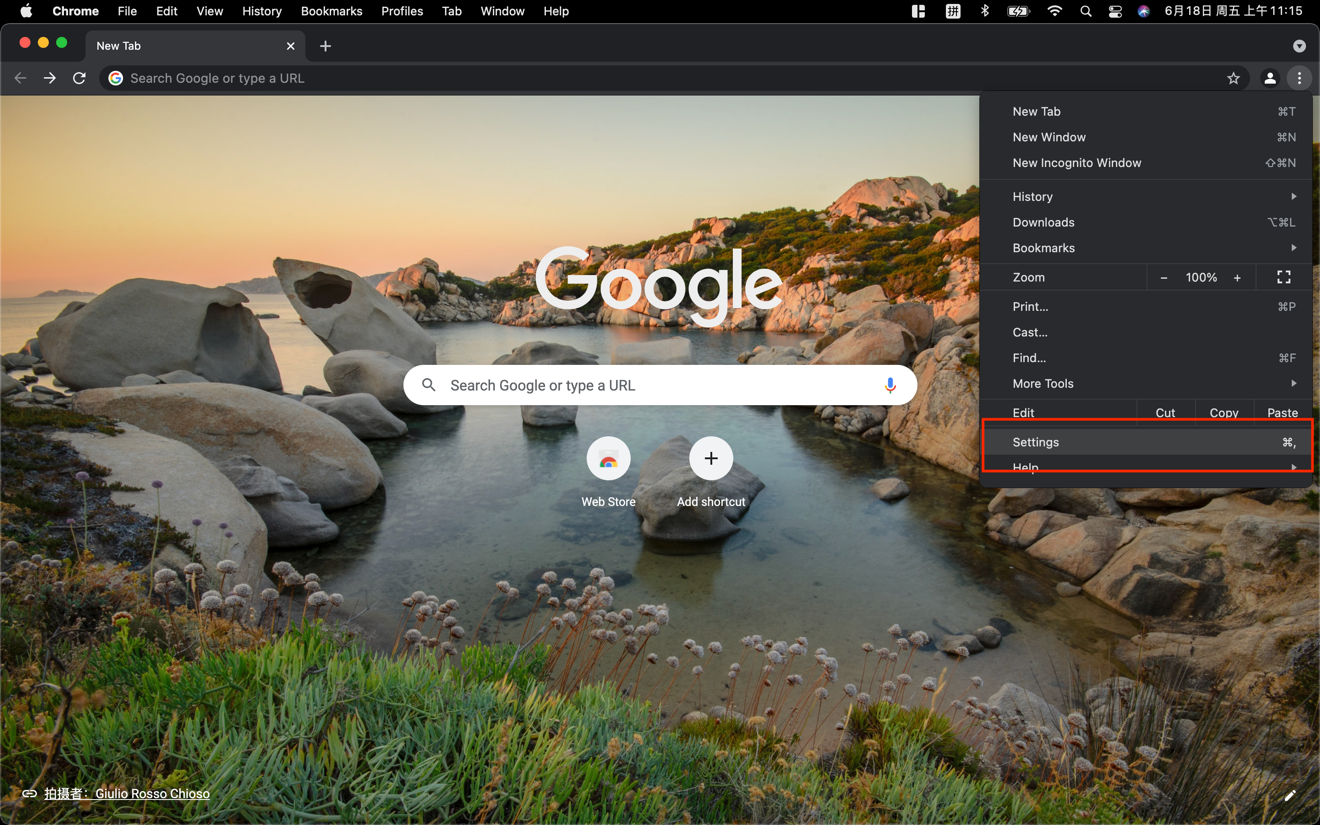 Chrome File Edit View History Bookmarks Profiles Tab Window Help 拼 6月18日 周五 上午11:15
New Tab
Search Google or type a URL
New Tab ⌘T
New Window ⌘N
New Incognito Window ⇧⌘N
History
Downloads ⌥⌘L
Bookmarks
Zoom − 100% +
Print... ⌘P
Cast...
Find... ⌘F
More Tools
Edit Cut Copy Paste
Settings ⌘,
Help
Google
Search Google or type a URL
Web Store Add shortcut
拍摄者：Giulio Rosso Chioso